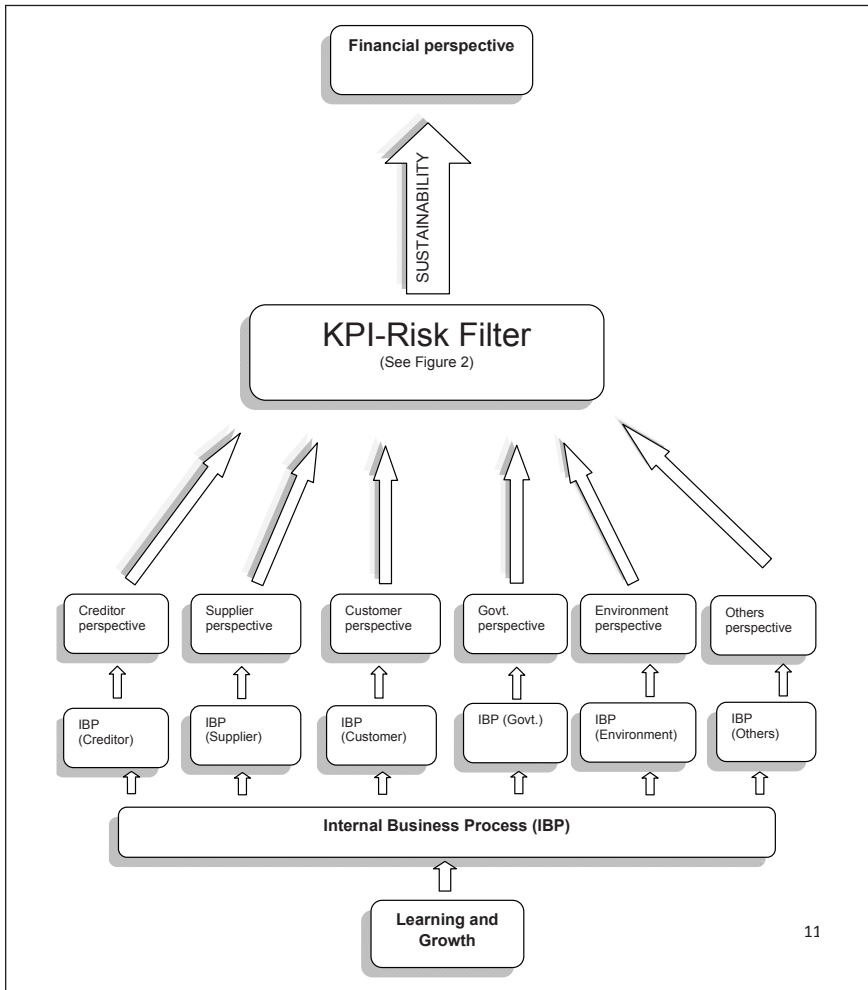 Financial perspective
SUSTAINABILITY
KPI-Risk Filter
(See Figure 2)
Creditor
perspective
Supplier
perspective
Customer
perspective
Govt.
perspective
Environment
perspective
Others
perspective
IBP
(Creditor)
IBP
(Supplier)
IBP
(Customer)
IBP (Govt.)
IBP
(Environment)
IBP
(Others)
Internal Business Process (IBP)
Learning and
Growth
11